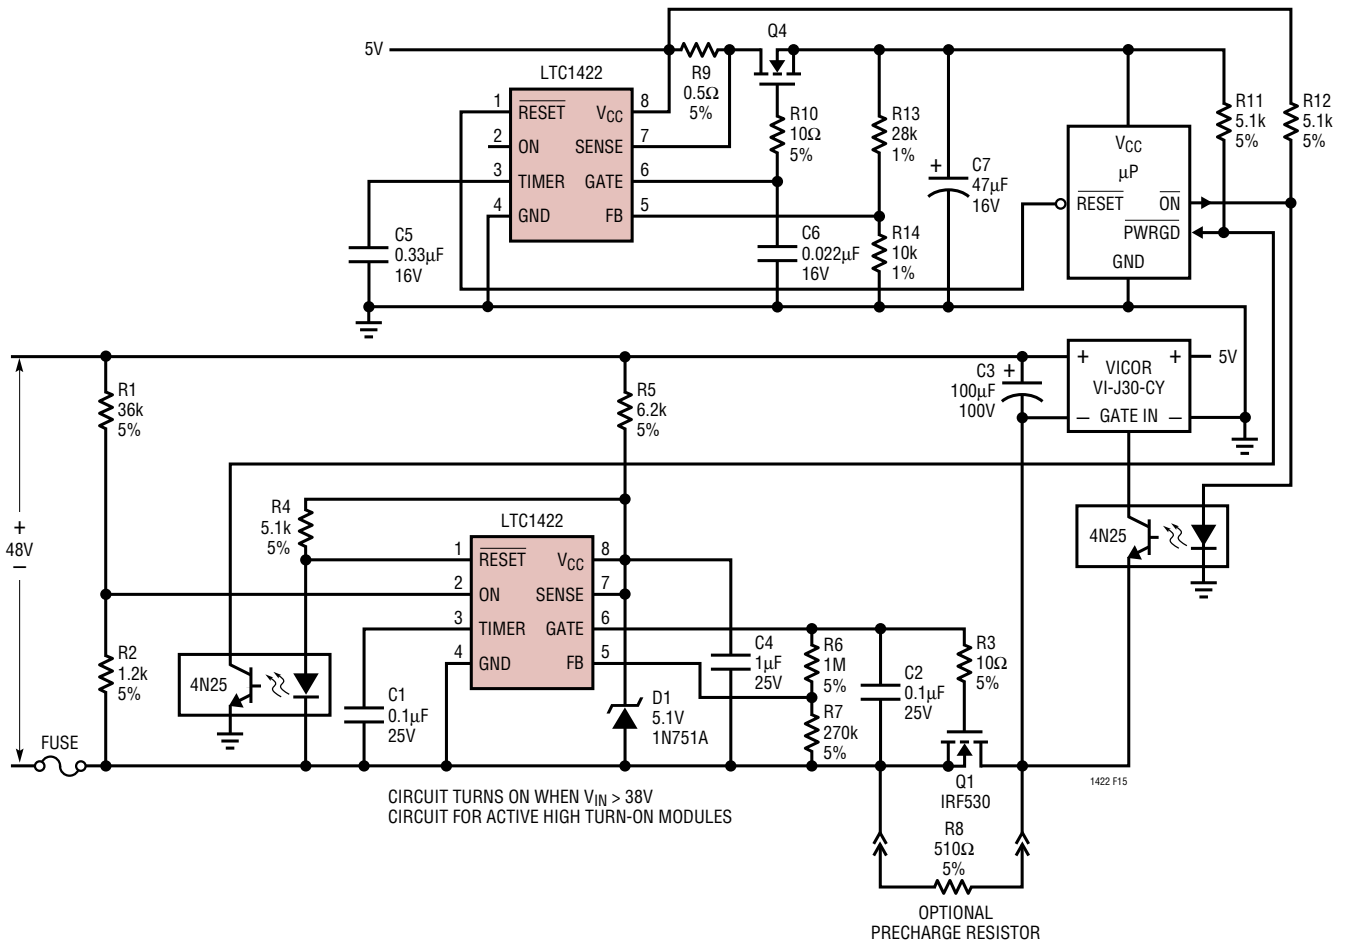 5V
Q4
LTC1422
R9
0.5Ω
5%
1
RESET
VCC
8
2
ON
SENSE
7
3
TIMER
GATE
6
4
GND
FB
5
R10
10Ω
5%
R13
28k
1%
+
C7
47µF
16V
R11
5.1k
5%
R12
5.1k
5%
VCC
µP
RESET
ON
PWRGD
GND
C5
0.33µF
16V
C6
0.022µF
16V
R14
10k
1%
R1
36k
5%
R5
6.2k
5%
C3
+
100µF
100V
+
+
VICOR
VI-J30-CY
–
GATE IN
–
5V
+
48V
–
R4
5.1k
5%
LTC1422
1
RESET
VCC
8
2
ON
SENSE
7
3
TIMER
GATE
6
4
GND
FB
5
4N25
R2
1.2k
5%
4N25
C1
0.1µF
25V
C4
1µF
25V
R6
1M
5%
C2
0.1µF
25V
R3
10Ω
5%
D1
5.1V
1N751A
R7
270k
5%
FUSE
Q1
IRF530
1422 F15
CIRCUIT TURNS ON WHEN VIN > 38V
CIRCUIT FOR ACTIVE HIGH TURN-ON MODULES
R8
510Ω
5%
OPTIONAL
PRECHARGE RESISTOR